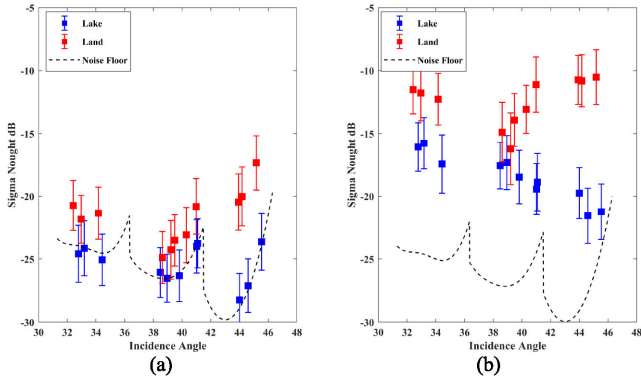 (a)
-5
-10
-15
-20
-25
-30
Sigma Nought dB
Lake
Land
Noise Floor
30 32 34 36 38 40 42 44 46 48
Incidence Angle
(b)
-5
-10
-15
-20
-25
-30
Sigma Nought dB
Lake
Land
Noise Floor
30 32 34 36 38 40 42 44 46 48
Incidence Angle